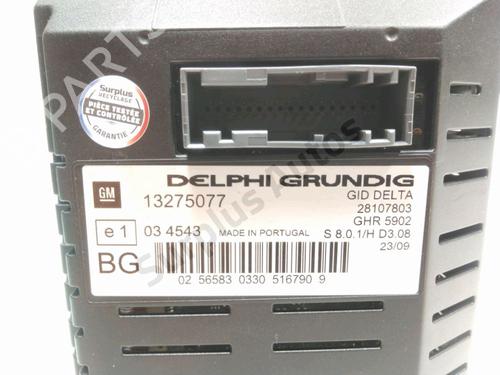 Surplus
RECYCLAGE
PIÈCE TESTÉE
ET CONTRÔLÉE
GARANTIE
DELPHI GRUNDIG
GM 13275077
GID DELTA
28107803
GHR 5902
e 1 03 4543 MADE IN PORTUGAL S 8.0.1/H D3.08
23/09
BG
02 56583 0330 516790 9
Surplus Autos